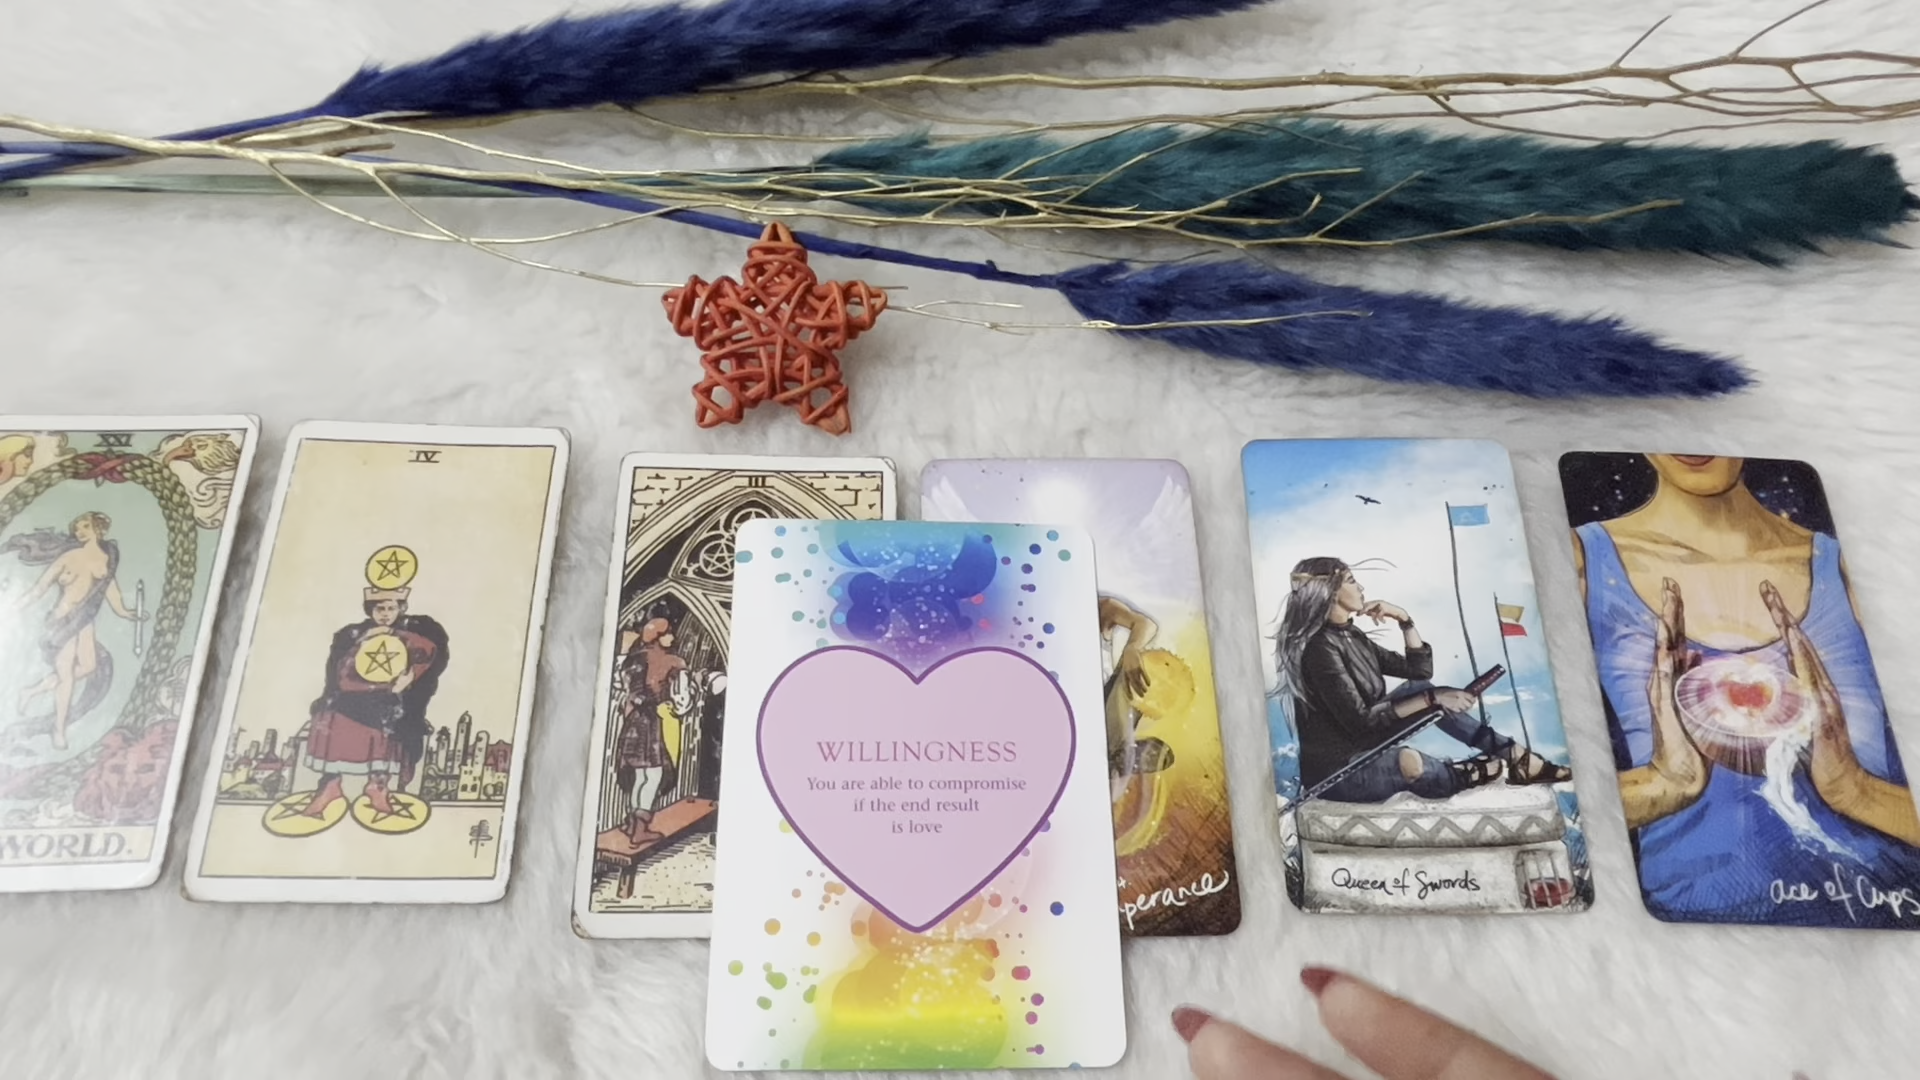 XXI
WORLD.
IV
III
WILLINGNESS
You are able to compromise
if the end result
is love
perance
Queen of Swords
ace of Cups